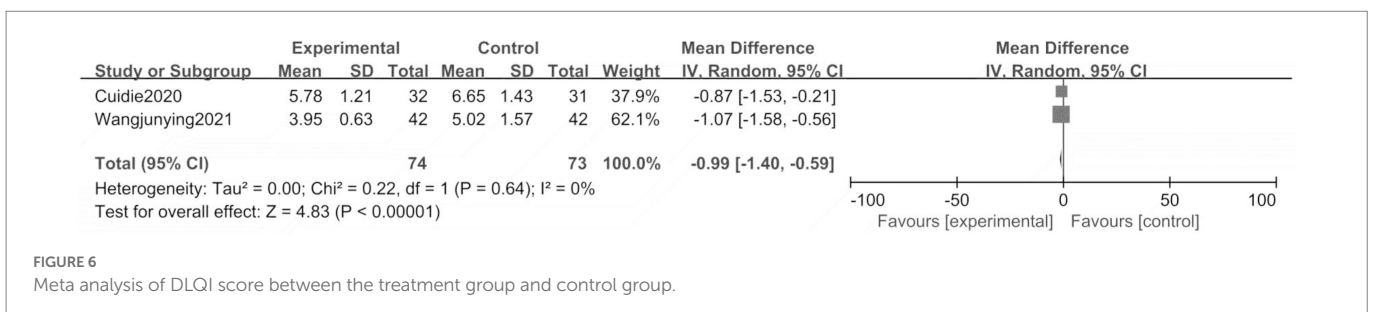 Experimental Control Mean Difference Mean Difference
Study or Subgroup Mean SD Total Mean SD Total Weight IV, Random, 95% CI IV, Random, 95% CI
Cuidie2020 5.78 1.21 32 6.65 1.43 31 37.9% -0.87 [-1.53, -0.21]
Wangjunying2021 3.95 0.63 42 5.02 1.57 42 62.1% -1.07 [-1.58, -0.56]
Total (95% CI) 74 73 100.0% -0.99 [-1.40, -0.59]
Heterogeneity: Tau² = 0.00; Chi² = 0.22, df = 1 (P = 0.64); I² = 0%
Test for overall effect: Z = 4.83 (P < 0.00001)
-100 -50 0 50 100
Favours [experimental] Favours [control]
FIGURE 6
Meta analysis of DLQI score between the treatment group and control group.